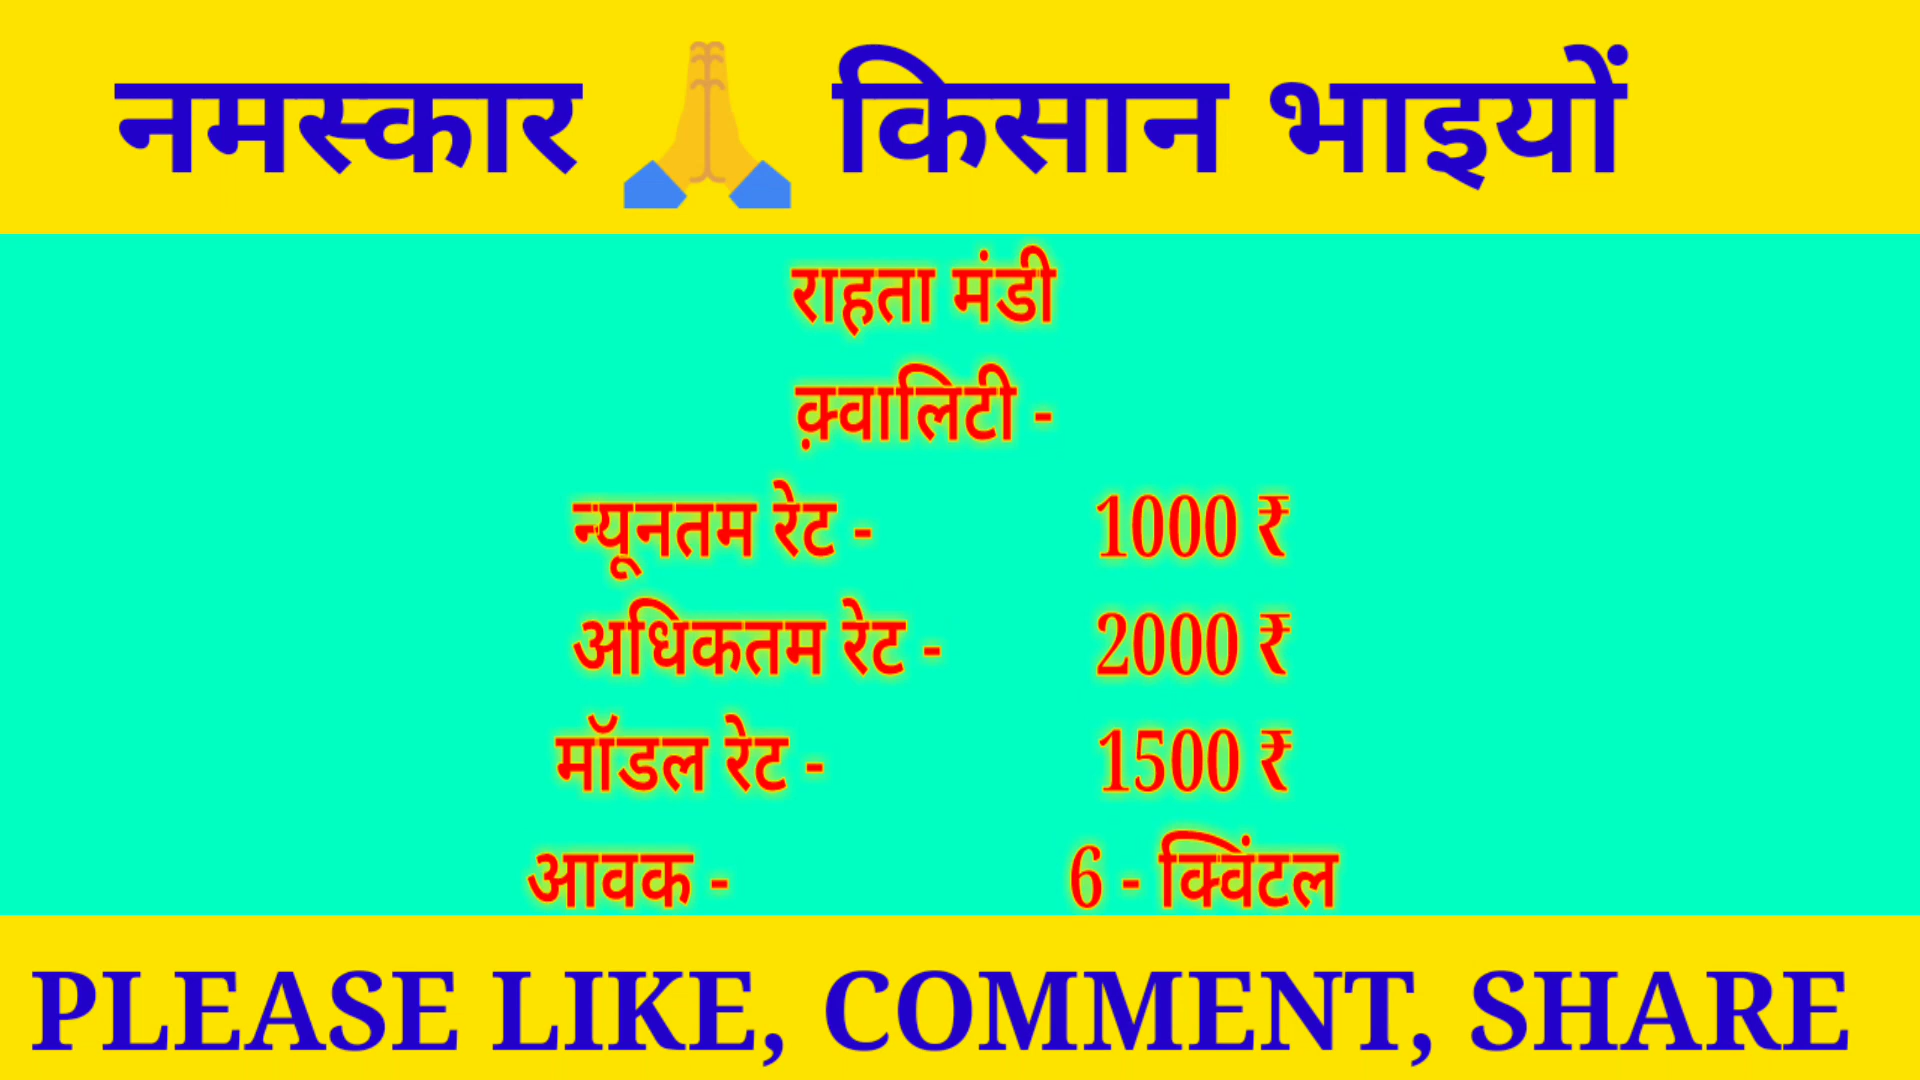 नमस्कार 🙏 किसान भाइयों
राहता मंडी
क़्वालिटी -
न्यूनतम रेट - 1000 ₹
अधिकतम रेट - 2000 ₹
मॉडल रेट - 1500 ₹
आवक - 6 - क्विंटल
PLEASE LIKE, COMMENT, SHARE